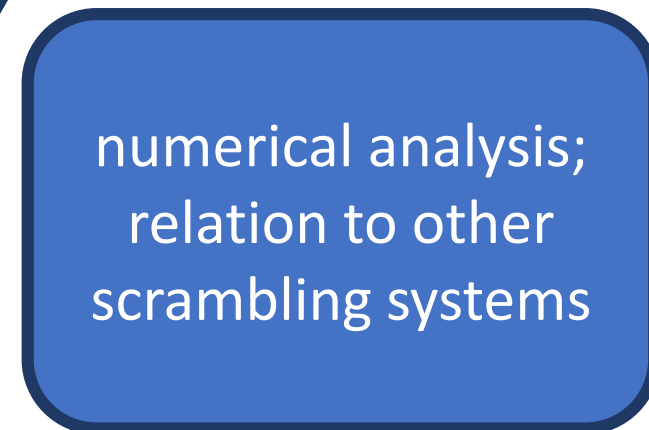 numerical analysis;
relation to other
scrambling systems